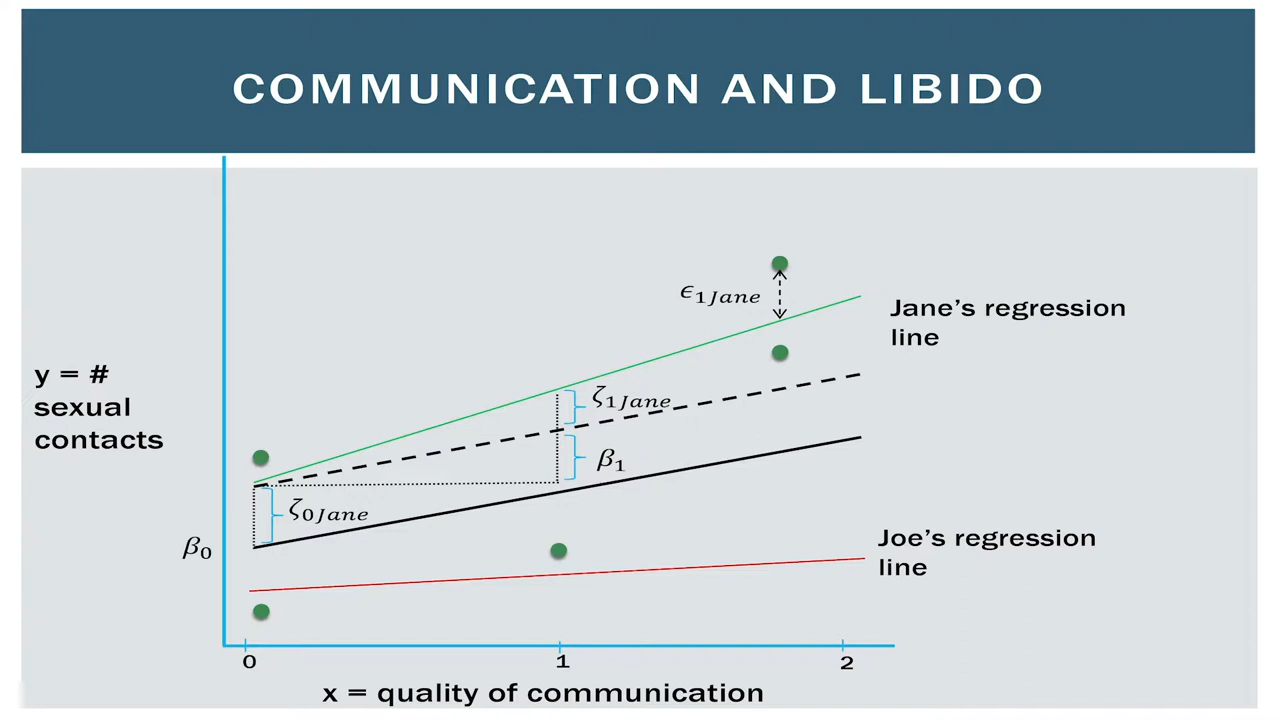 COMMUNICATION AND LIBIDO
ϵ1Jane
Jane’s regression
line
y = #
sexual
contacts
ζ1Jane
β1
ζ0Jane
β0
Joe’s regression
line
0 1 2
x = quality of communication